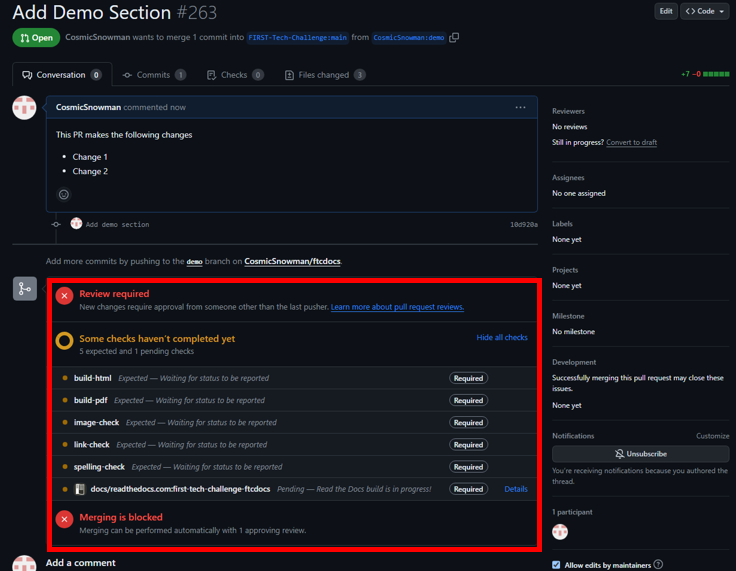 Add Demo Section #263
Edit
Code
Open
CosmicSnowman wants to merge 1 commit into FIRST-Tech-Challenge:main from CosmicSnowman:demo
Conversation 0
Commits 1
Checks 0
Files changed 3
+7 −0
CosmicSnowman commented now
This PR makes the following changes
• Change 1
• Change 2
Add demo section
10d920a
Add more commits by pushing to the demo branch on CosmicSnowman/ftcdocs.
Review required
New changes require approval from someone other than the last pusher. Learn more about pull request reviews.
Some checks haven't completed yet
Hide all checks
5 expected and 1 pending checks
build-html Expected — Waiting for status to be reported Required
build-pdf Expected — Waiting for status to be reported Required
image-check Expected — Waiting for status to be reported Required
link-check Expected — Waiting for status to be reported Required
spelling-check Expected — Waiting for status to be reported Required
docs/readthedocs.com:first-tech-challenge-ftcdocs Pending — Read the Docs build is in progress! Required Details
Merging is blocked
Merging can be performed automatically with 1 approving review.
Add a comment
Reviewers
No reviews
Still in progress? Convert to draft
Assignees
No one assigned
Labels
None yet
Projects
None yet
Milestone
No milestone
Development
Successfully merging this pull request may close these
issues.
None yet
Notifications
Customize
Unsubscribe
You're receiving notifications because you authored the
thread.
1 participant
Allow edits by maintainers